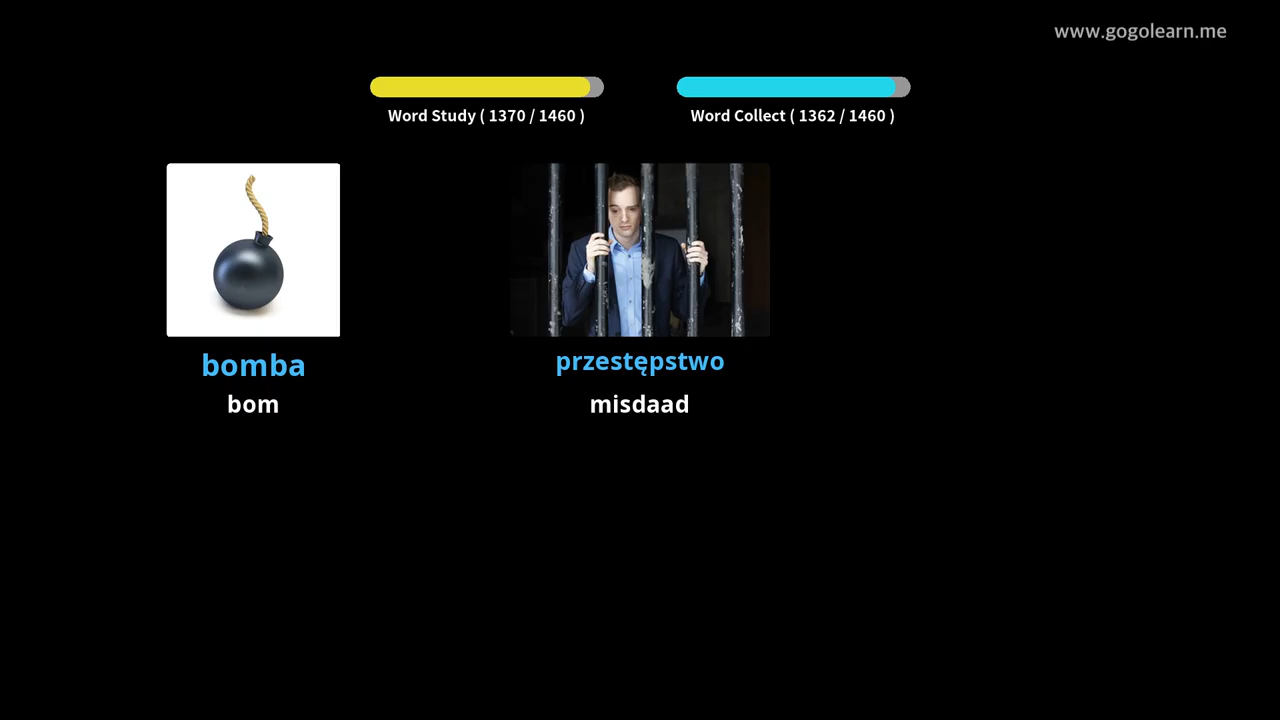 www.gogolearn.me
Word Study ( 1370 / 1460 )
Word Collect ( 1362 / 1460 )
bomba
bom
przestępstwo
misdaad